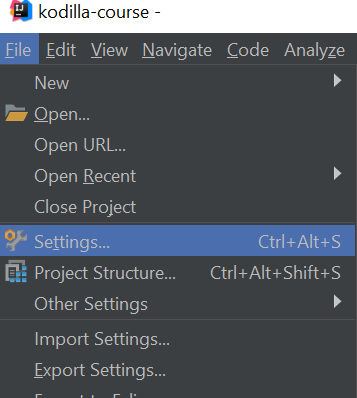 kodilla-course -
File Edit View Navigate Code Analyze
New
Open...
Open URL...
Open Recent
Close Project
Settings... Ctrl+Alt+S
Project Structure... Ctrl+Alt+Shift+S
Other Settings
Import Settings...
Export Settings...